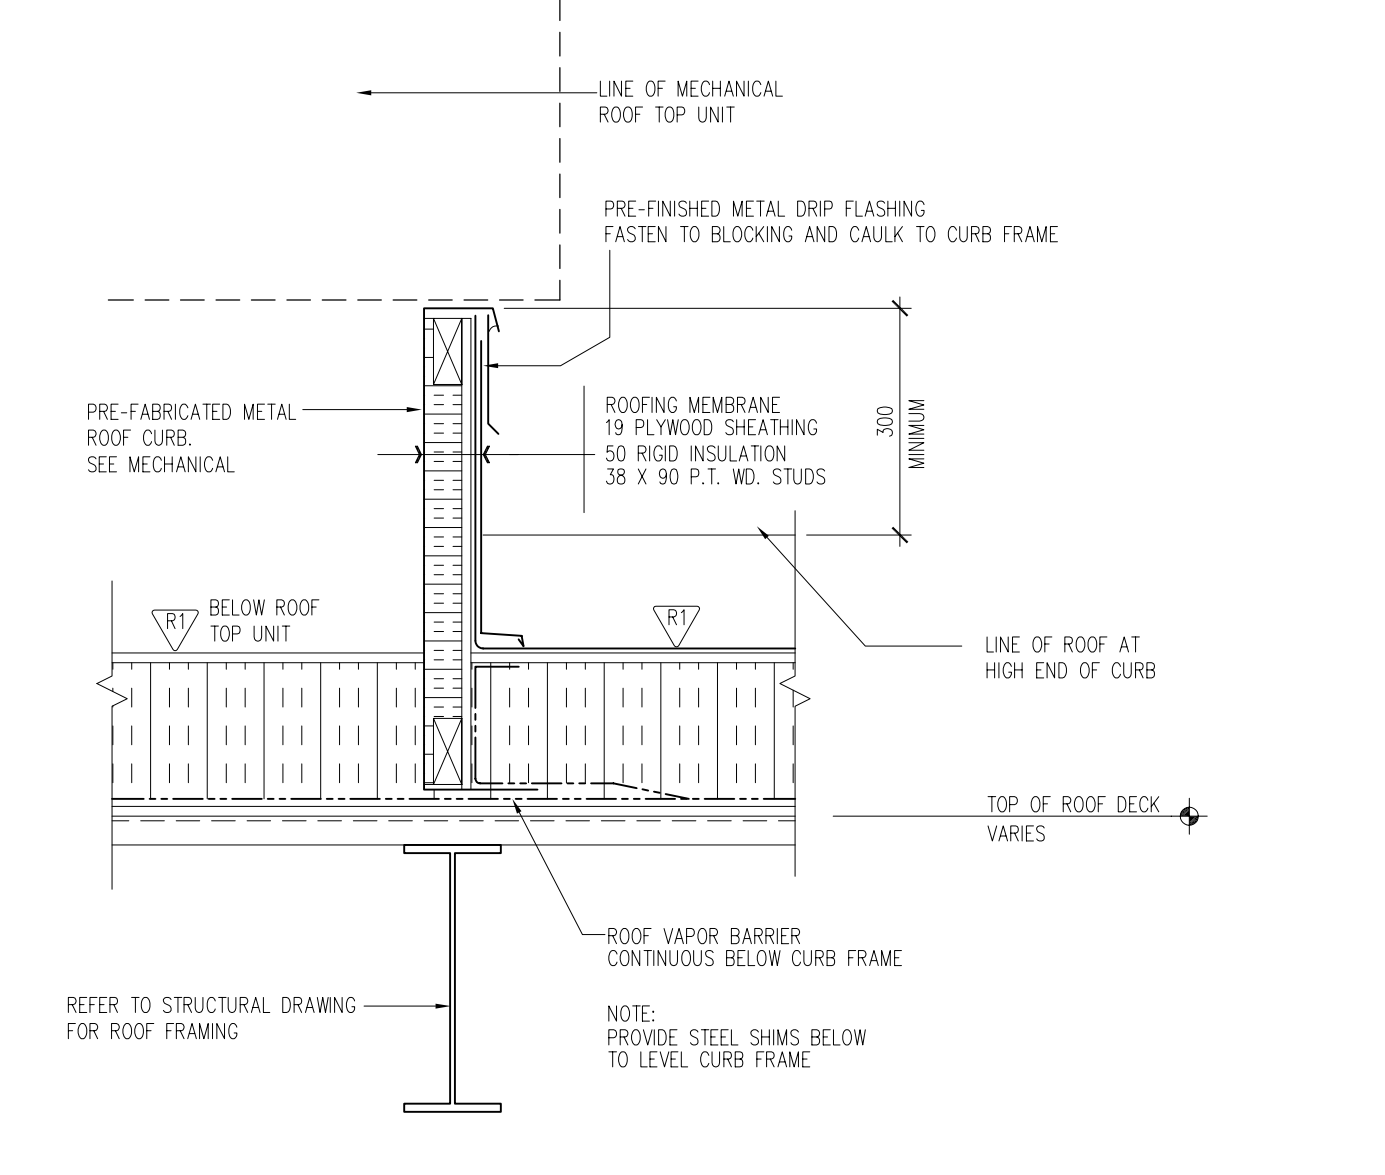 LINE OF MECHANICAL
ROOF TOP UNIT
PRE-FINISHED METAL DRIP FLASHING
FASTEN TO BLOCKING AND CAULK TO CURB FRAME
PRE-FABRICATED METAL
ROOF CURB.
SEE MECHANICAL
ROOFING MEMBRANE
19 PLYWOOD SHEATHING
50 RIGID INSULATION
38 X 90 P.T. WD. STUDS
300
MINIMUM
R1
BELOW ROOF
TOP UNIT
R1
LINE OF ROOF AT
HIGH END OF CURB
TOP OF ROOF DECK
VARIES
ROOF VAPOR BARRIER
CONTINUOUS BELOW CURB FRAME
REFER TO STRUCTURAL DRAWING
FOR ROOF FRAMING
NOTE:
PROVIDE STEEL SHIMS BELOW
TO LEVEL CURB FRAME